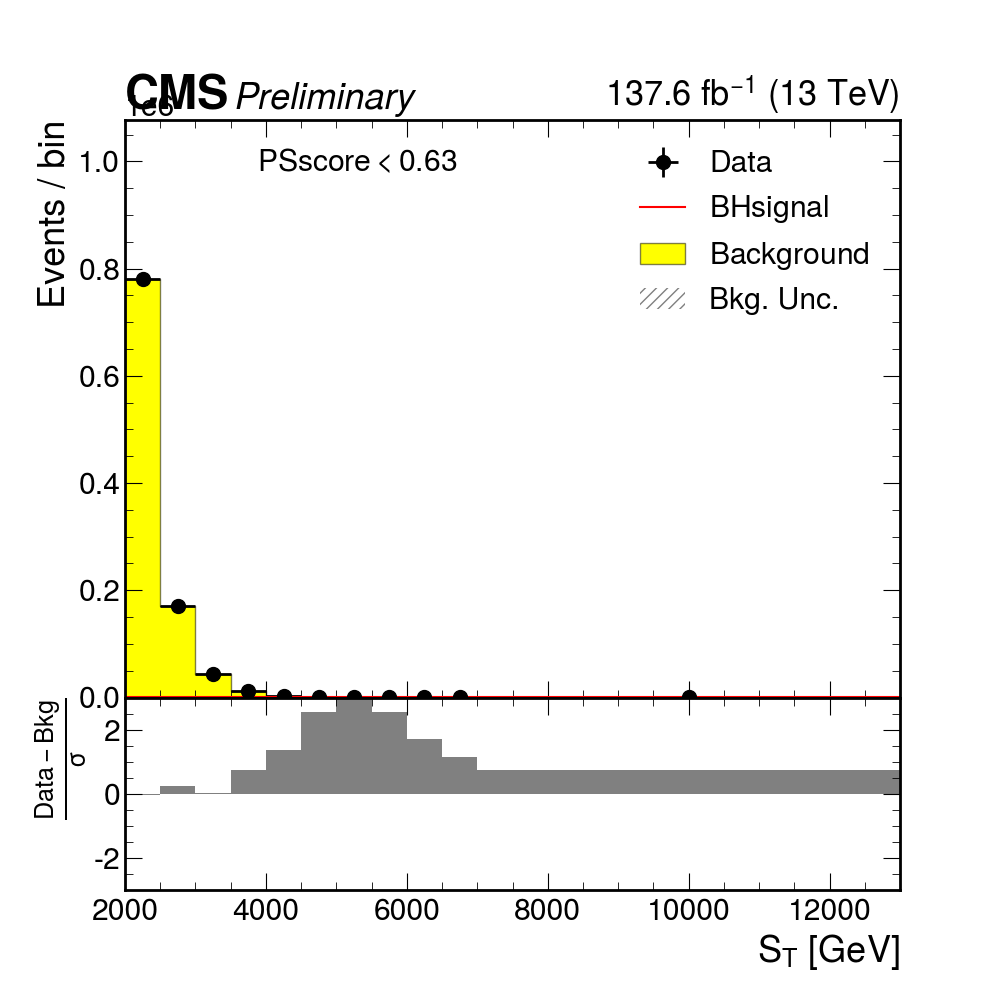 CMS Preliminary 137.6 fb⁻¹ (13 TeV)
1e6
Events / bin
PSscore < 0.63
Data
BHsignal
Background
Bkg. Unc.
1.0
0.8
0.6
0.4
0.2
0.0
Data – Bkg
σ
2
0
-2
2000 4000 6000 8000 10000 12000
S_T [GeV]